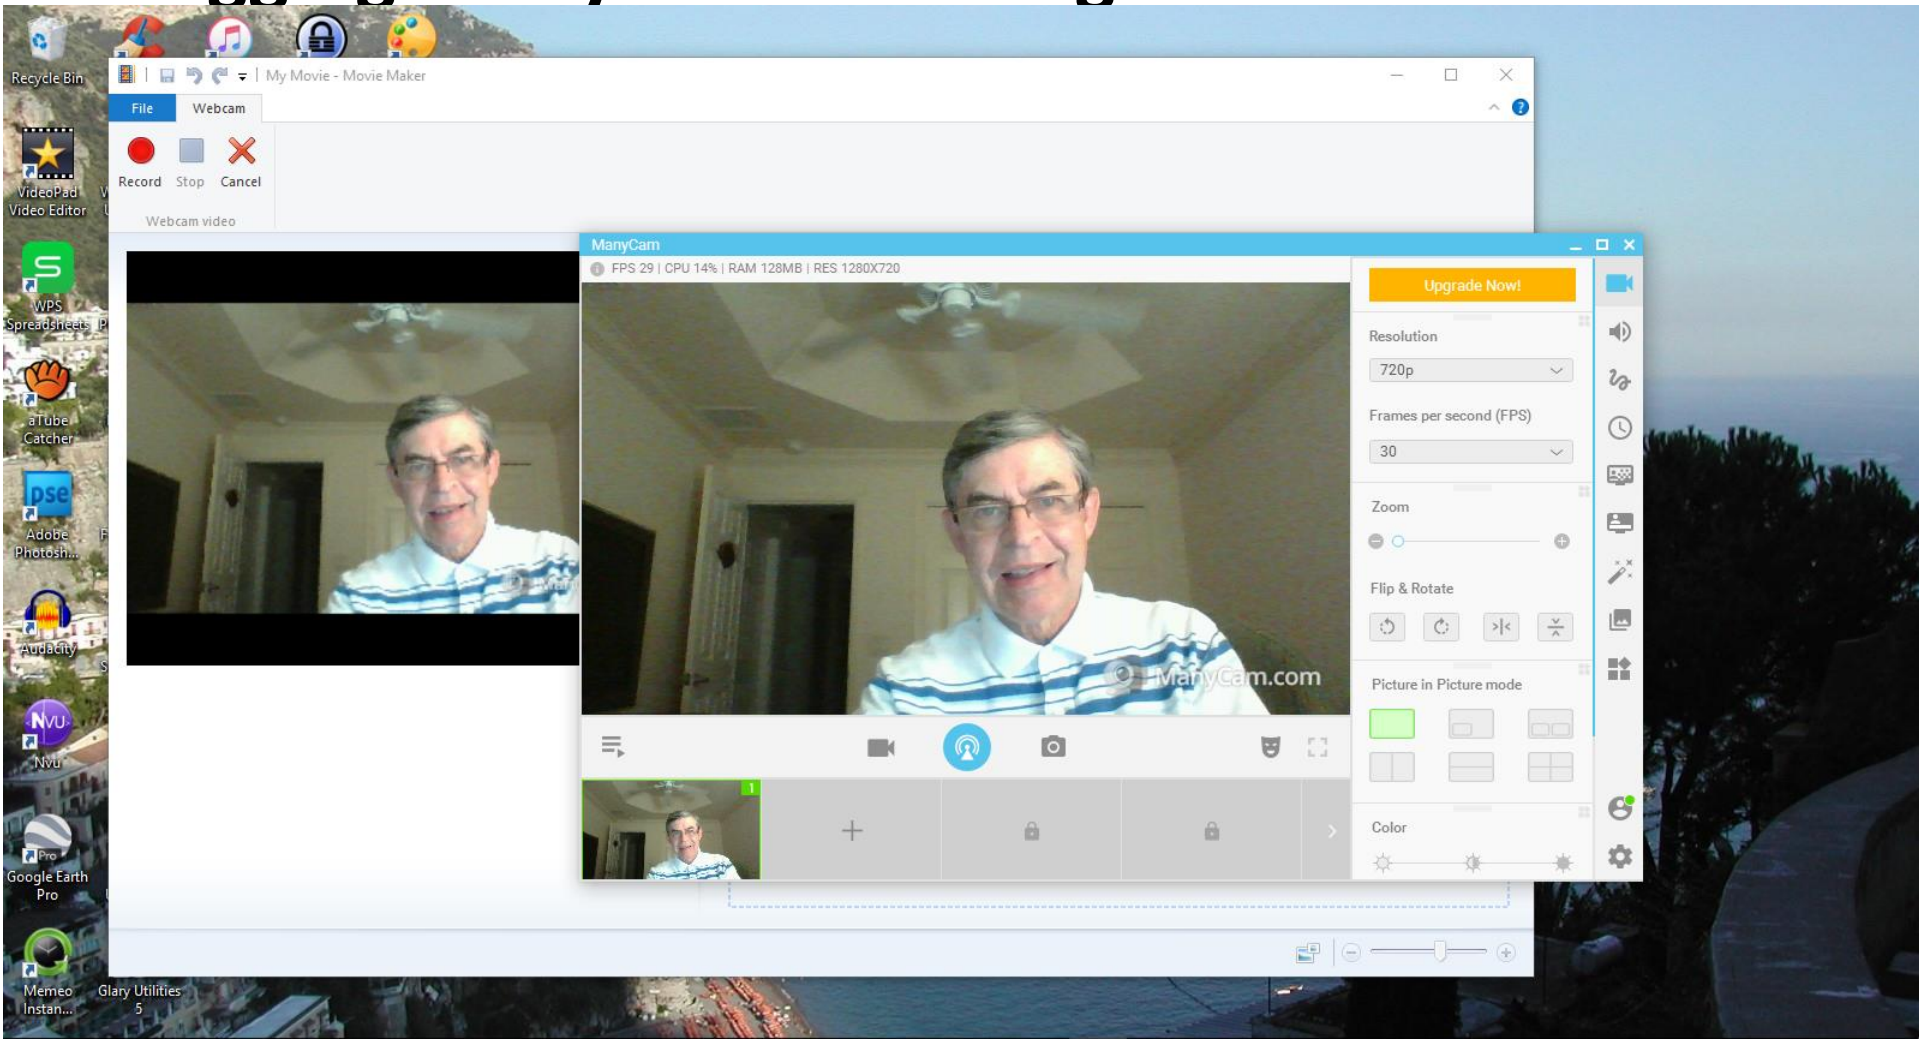 Recycle Bin
My Movie - Movie Maker
File
Webcam
Record
Stop
Cancel
Webcam video
VideoPad
Video Editor
WPS
Spreadsheets
aTube
Catcher
pse
Adobe
Photosh...
Audacity
Nvu
Nvu
Pro
Google Earth
Pro
Memeo
Instan...
Glary Utilities
5
ManyCam
FPS 29 | CPU 14% | RAM 128MB | RES 1280X720
ManyCam.com
1
Upgrade Now!
Resolution
720p
Frames per second (FPS)
30
Zoom
Flip & Rotate
Picture in Picture mode
Color